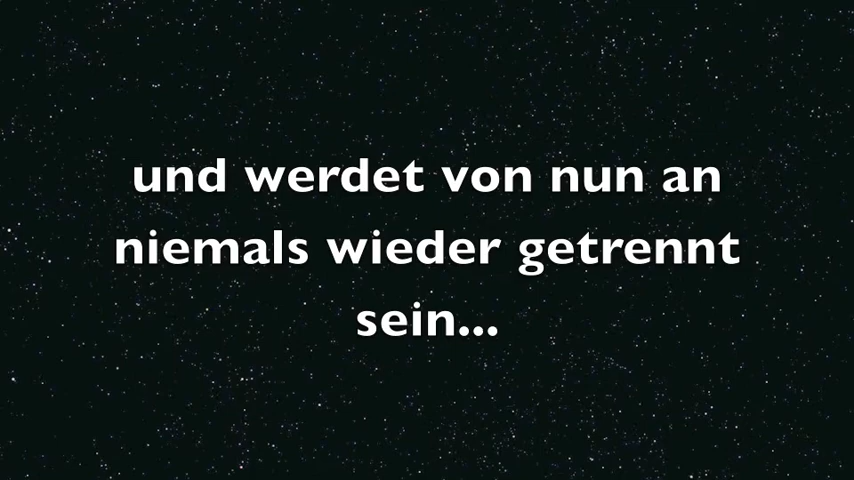 und werdet von nun an
niemals wieder getrennt
sein...